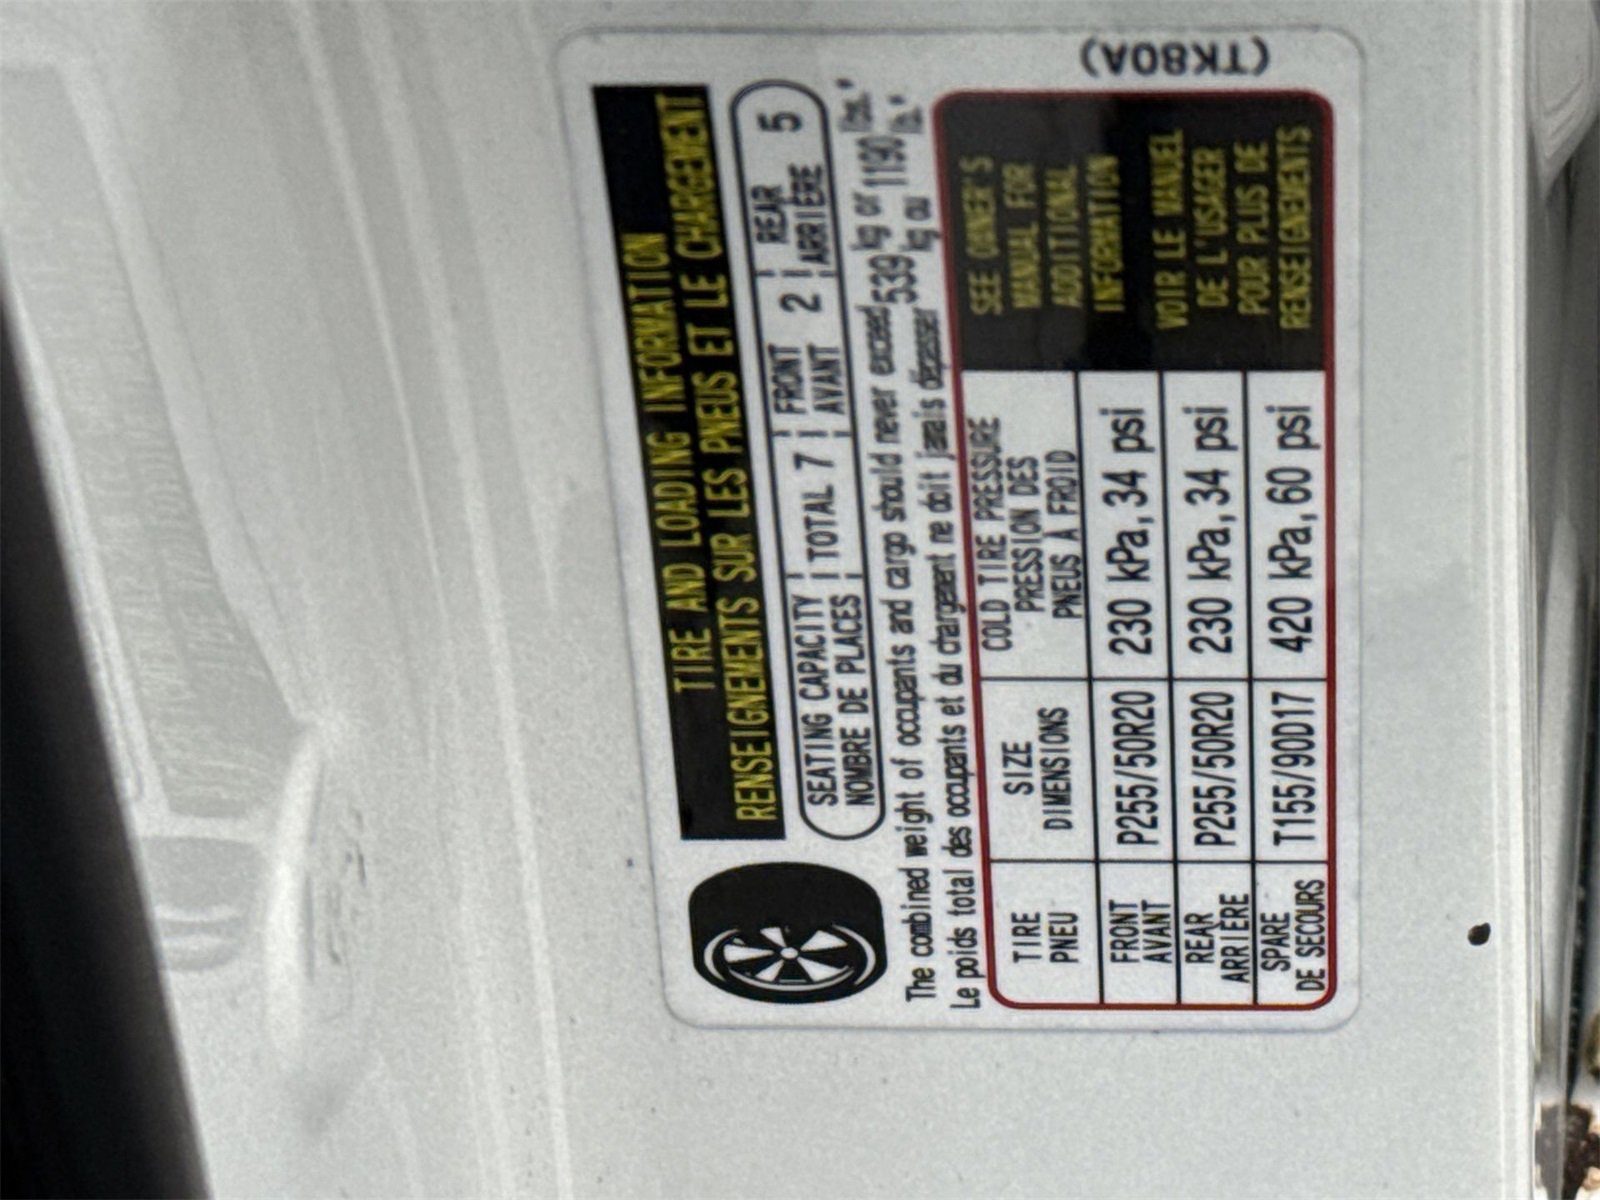 TIRE AND LOADING INFORMATION
RENSEIGNEMENTS SUR LES PNEUS ET LE CHARGEMENT
SEATING CAPACITY | TOTAL 7 | FRONT 2 | REAR 5
NOMBRE DE PLACES | AVANT | ARRIÈRE
The combined weight of occupants and cargo should never exceed 539 kg or 1190 lbs."
Le poids total des occupants et du chargement ne doit jamais dépasser 539 kg ou 1190 lb."
TIRE SIZE COLD TIRE PRESSURE
PNEU DIMENSIONS PRESSION DES
PNEUS A FROID
FRONT P255/50R20 230 kPa, 34 psi
AVANT
REAR P255/50R20 230 kPa, 34 psi
ARRIERE
SPARE T155/90D17 420 kPa, 60 psi
DE SECOURS
SEE OWNER'S
MANUAL FOR
ADDITIONAL
INFORMATION
VOIR LE MANUEL
DE L'USAGER
POUR PLUS DE
RENSEIGNEMENTS
(TK80A)